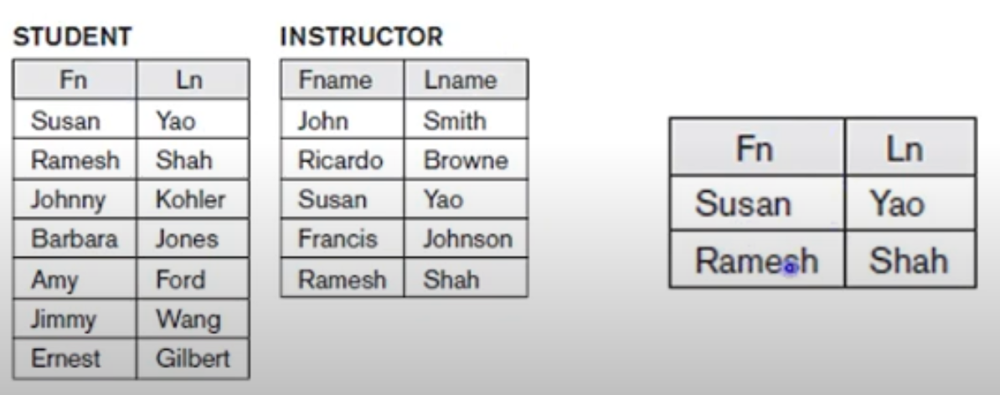 STUDENT
Fn Ln
Susan Yao
Ramesh Shah
Johnny Kohler
Barbara Jones
Amy Ford
Jimmy Wang
Ernest Gilbert
INSTRUCTOR
Fname Lname
John Smith
Ricardo Browne
Susan Yao
Francis Johnson
Ramesh Shah
Fn Ln
Susan Yao
Ramesh Shah